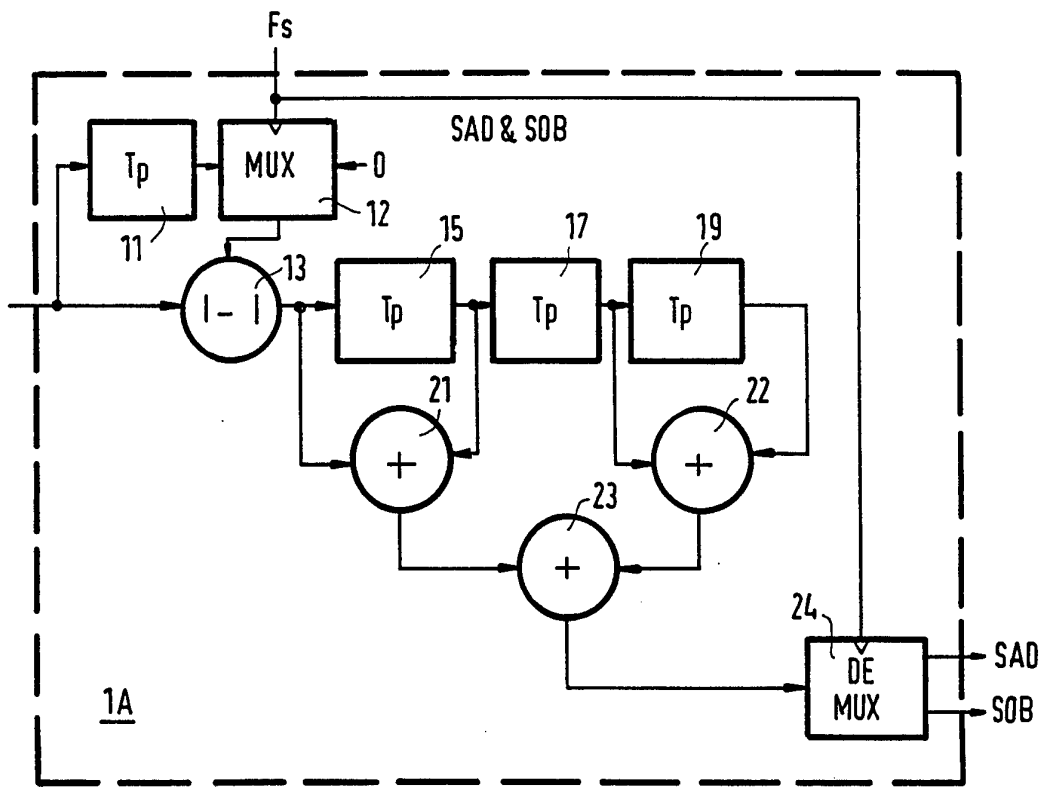 Fs
SAD & SOB
Tp
MUX
0
11
12
13
15
17
19
| - |
Tp
Tp
Tp
21
22
+
+
23
+
24
DE
MUX
SAD
SOB
1A